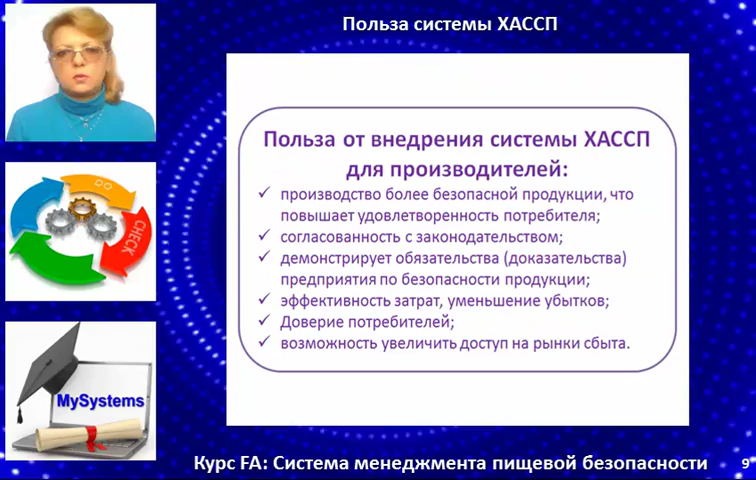 Польза системы ХАССП
Польза от внедрения системы ХАССП
для производителей:
✓ производство более безопасной продукции, что
повышает удовлетворенность потребителя;
✓ согласованность с законодательством;
✓ демонстрирует обязательства (доказательства)
предприятия по безопасности продукции;
✓ эффективность затрат, уменьшение убытков;
✓ Доверие потребителей;
✓ возможность увеличить доступ на рынки сбыта.
DO
CHECK
MySystems
Курс FA: Система менеджмента пищевой безопасности
9